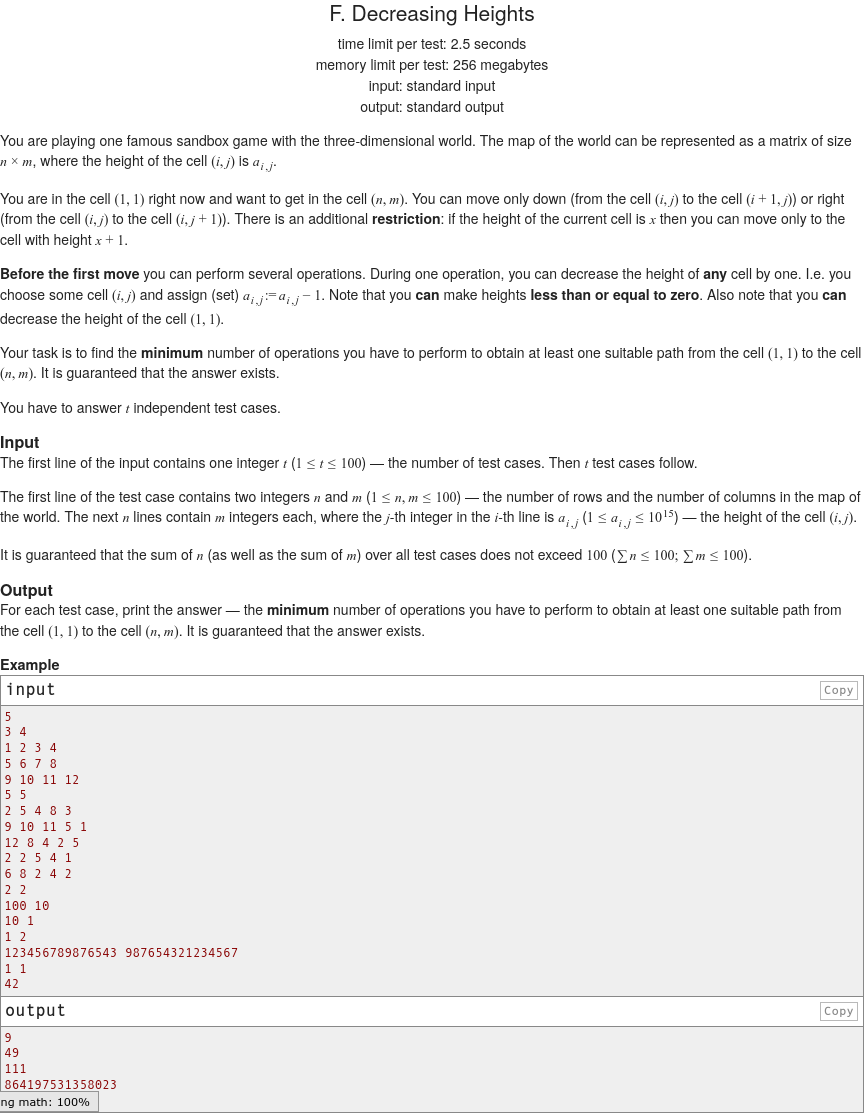 F. Decreasing Heights
time limit per test: 2.5 seconds
memory limit per test: 256 megabytes
input: standard input
output: standard output
You are playing one famous sandbox game with the three-dimensional world. The map of the world can be represented as a matrix of size
n × m, where the height of the cell (i, j) is a_{i,j}.
You are in the cell (1, 1) right now and want to get in the cell (n, m). You can move only down (from the cell (i, j) to the cell (i + 1, j)) or right
(from the cell (i, j) to the cell (i, j + 1)). There is an additional restriction: if the height of the current cell is x then you can move only to the
cell with height x + 1.
Before the first move you can perform several operations. During one operation, you can decrease the height of any cell by one. I.e. you
choose some cell (i, j) and assign (set) a_{i,j} := a_{i,j} − 1. Note that you can make heights less than or equal to zero. Also note that you can
decrease the height of the cell (1, 1).
Your task is to find the minimum number of operations you have to perform to obtain at least one suitable path from the cell (1, 1) to the cell
(n, m). It is guaranteed that the answer exists.
You have to answer t independent test cases.
Input
The first line of the input contains one integer t (1 ≤ t ≤ 100) — the number of test cases. Then t test cases follow.
The first line of the test case contains two integers n and m (1 ≤ n, m ≤ 100) — the number of rows and the number of columns in the map of
the world. The next n lines contain m integers each, where the j-th integer in the i-th line is a_{i,j} (1 ≤ a_{i,j} ≤ 10^{15}) — the height of the cell (i, j).
It is guaranteed that the sum of n (as well as the sum of m) over all test cases does not exceed 100 (∑ n ≤ 100; ∑ m ≤ 100).
Output
For each test case, print the answer — the minimum number of operations you have to perform to obtain at least one suitable path from the
the cell (1, 1) to the cell (n, m). It is guaranteed that the answer exists.
Example
input
Copy
5
3 4
1 2 3 4
5 6 7 8
9 10 11 12
5 5
2 5 4 8 3
9 10 11 5 1
12 8 4 2 5
2 2 5 4 1
6 8 2 4 2
2 2
100 10
10 1
1 2
123456789876543 987654321234567
1 1
42
output
Copy
9
49
111
864197531358023
ng math: 100%